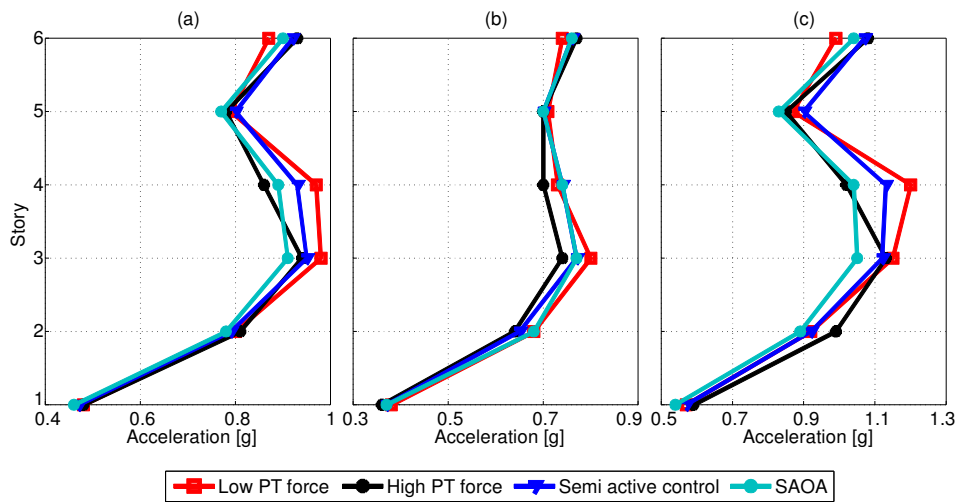 (a) (b) (c)
6
5
4
3
2
1
Story
0.4 0.6 0.8 1 0.3 0.5 0.7 0.9 0.5 0.7 0.9 1.1 1.3
Acceleration [g] Acceleration [g] Acceleration [g]
Low PT force High PT force Semi active control SAOA